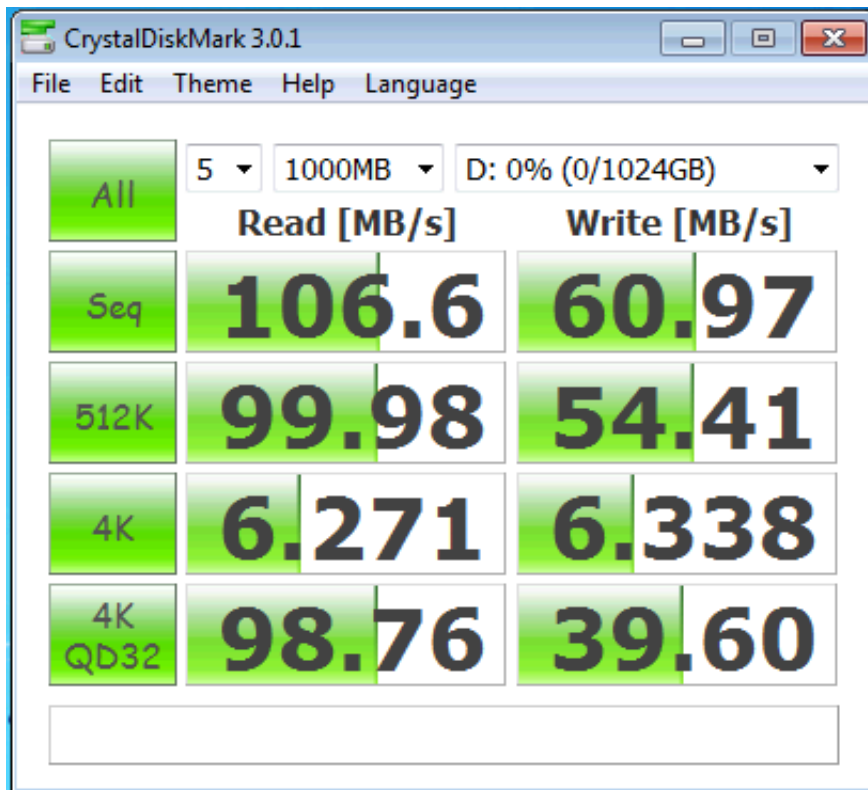 CrystalDiskMark 3.0.1
File Edit Theme Help Language
All 5 1000MB D: 0% (0/1024GB)
Read [MB/s] Write [MB/s]
Seq 106.6 60.97
512K 99.98 54.41
4K 6.271 6.338
4K QD32 98.76 39.60